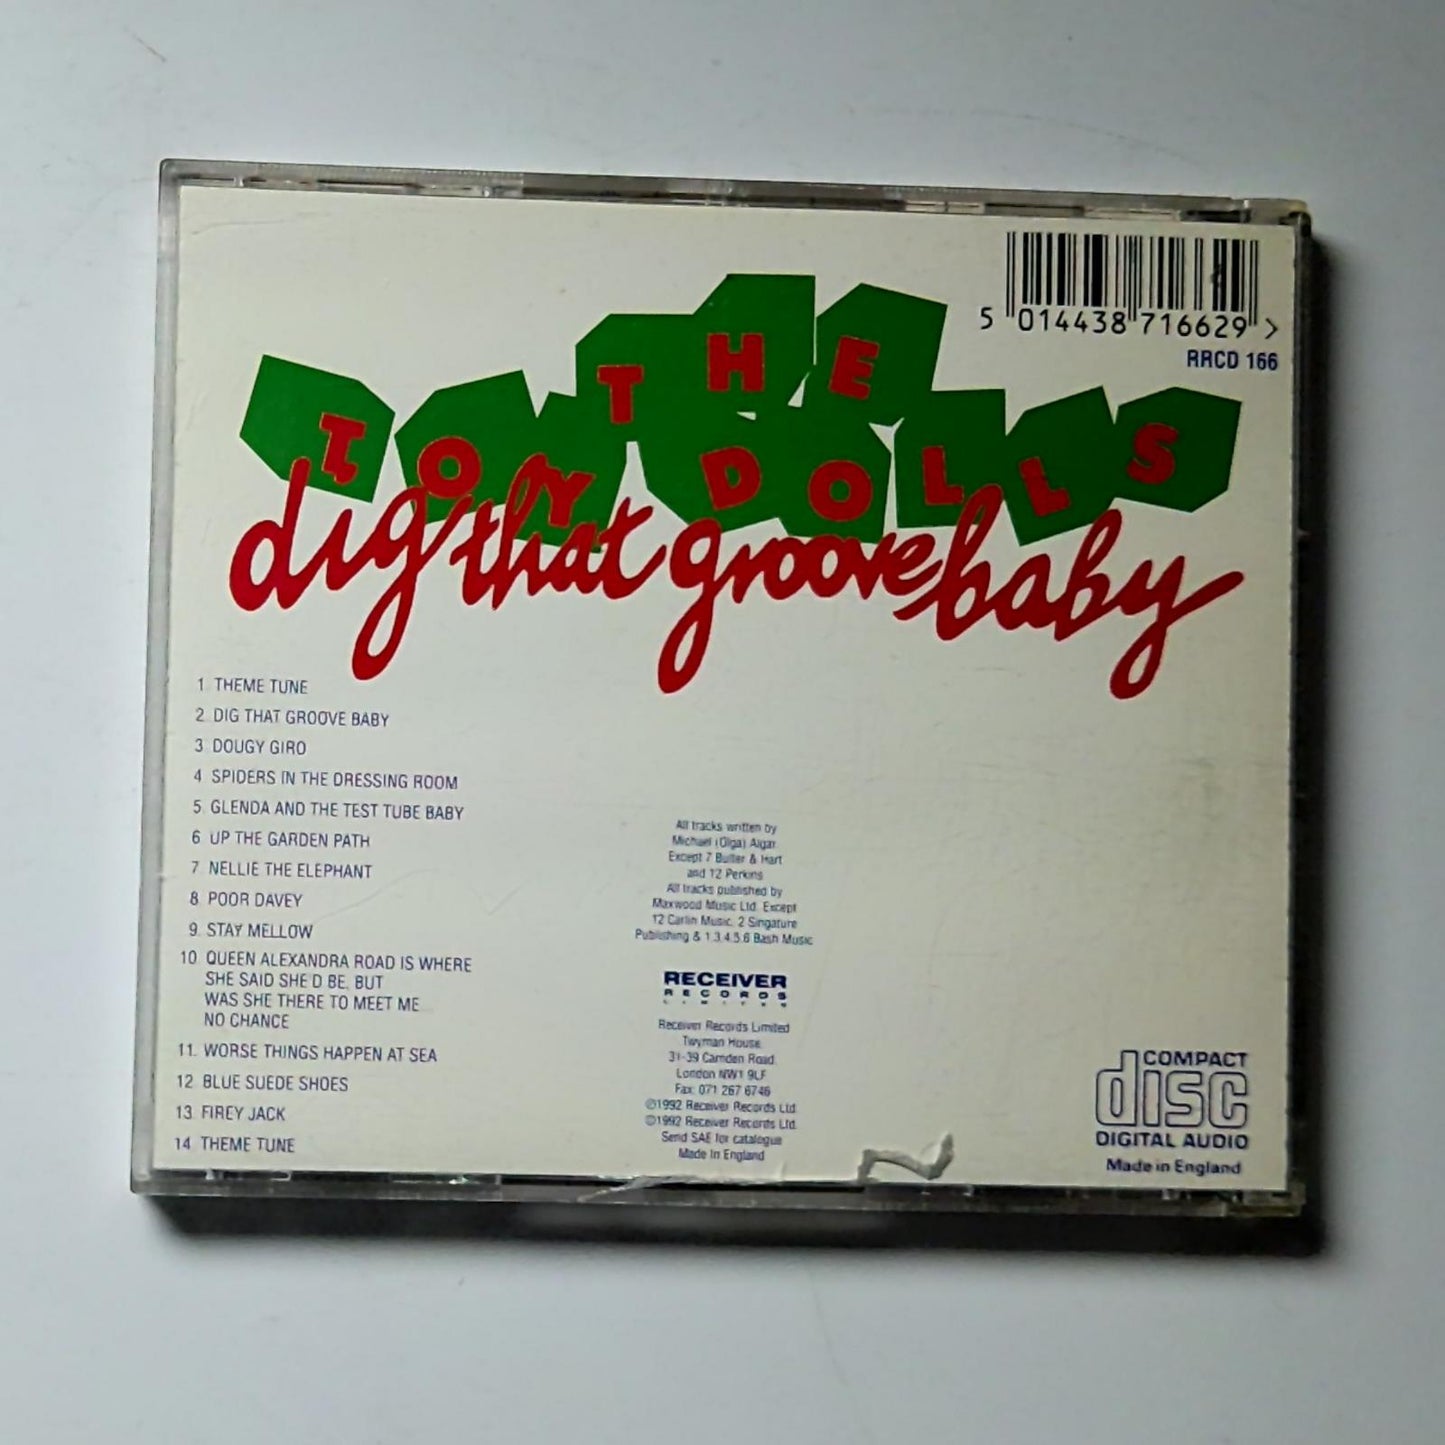 THE
TOY DOLLS
dig that groove baby
5 014438 716629 >
RRCD 166
1 THEME TUNE
2 DIG THAT GROOVE BABY
3 DOUGY GIRO
4 SPIDERS IN THE DRESSING ROOM
5 GLENDA AND THE TEST TUBE BABY
6 UP THE GARDEN PATH
7 NELLIE THE ELEPHANT
8 POOR DAVEY
9 STAY MELLOW
10 QUEEN ALEXANDRA ROAD IS WHERE
SHE SAID SHE'D BE, BUT
WAS SHE THERE TO MEET ME...
NO CHANCE
11. WORSE THINGS HAPPEN AT SEA
12 BLUE SUEDE SHOES
13 FIREY JACK
14 THEME TUNE
All tracks written by
Michael (Olga) Algar.
Except 7 Butler & Hart
and 12 Perkins
All tracks published by
Maxwood Music Ltd. Except
12 Carlin Music, 2 Singature
Publishing & 1.3.4.5.6 Bash Music
RECEIVER
RECORDS
LIMITED
Receiver Records Limited
Twyman House,
31-39 Camden Road,
London NW1 9LF
Fax: 071 267 6746
℗1992 Receiver Records Ltd.
©1992 Receiver Records Ltd.
Send SAE for catalogue
Made In England
COMPACT
disc
DIGITAL AUDIO
Made in England